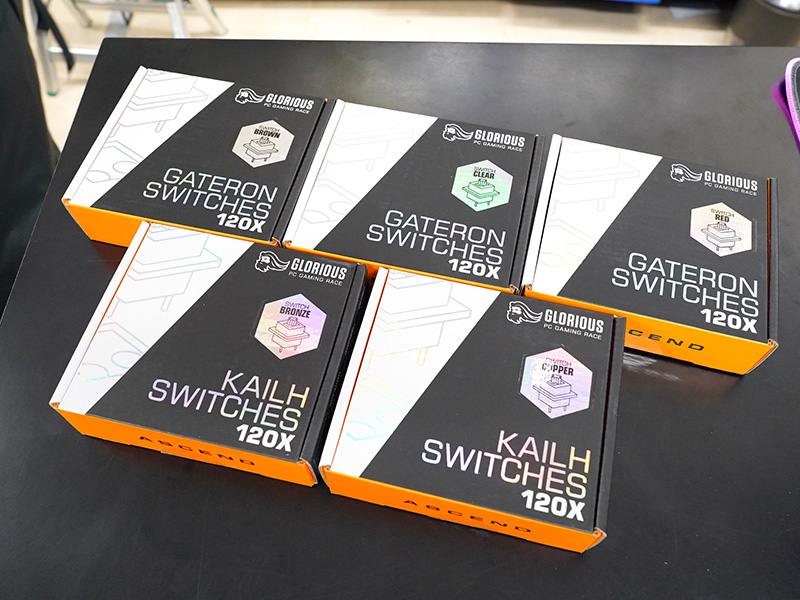 GLORIOUS
PC GAMING RACE
SWITCH
BROWN
GATERON
SWITCHES
120X
GLORIOUS
PC GAMING RACE
SWITCH
CLEAR
GATERON
SWITCHES
120X
GLORIOUS
PC GAMING RACE
SWITCH
RED
GATERON
SWITCHES
120X
GLORIOUS
PC GAMING RACE
SWITCH
BRONZE
KAILH
SWITCHES
120X
ASCEND
GLORIOUS
PC GAMING RACE
SWITCH
COPPER
KAILH
SWITCHES
120X
ASCEND